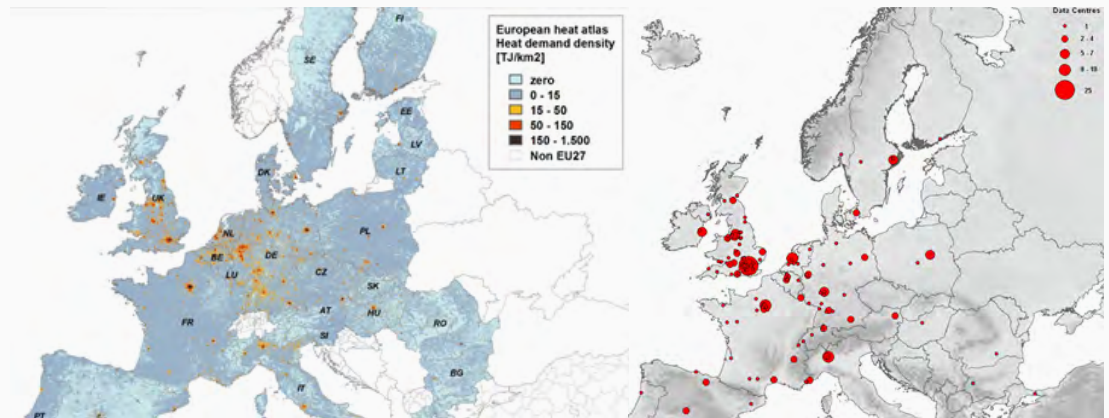 European heat atlas
Heat demand density
[TJ/km2]
zero
0 - 15
15 - 50
50 - 150
150 - 1.500
Non EU27
FI
SE
EE
LV
LT
DK
IE
UK
NL
PL
BE
DE
LU
CZ
SK
FR
AT
HU
RO
SI
IT
BG
PT
Data Centres
1
2 - 4
5 - 7
8 - 10
25